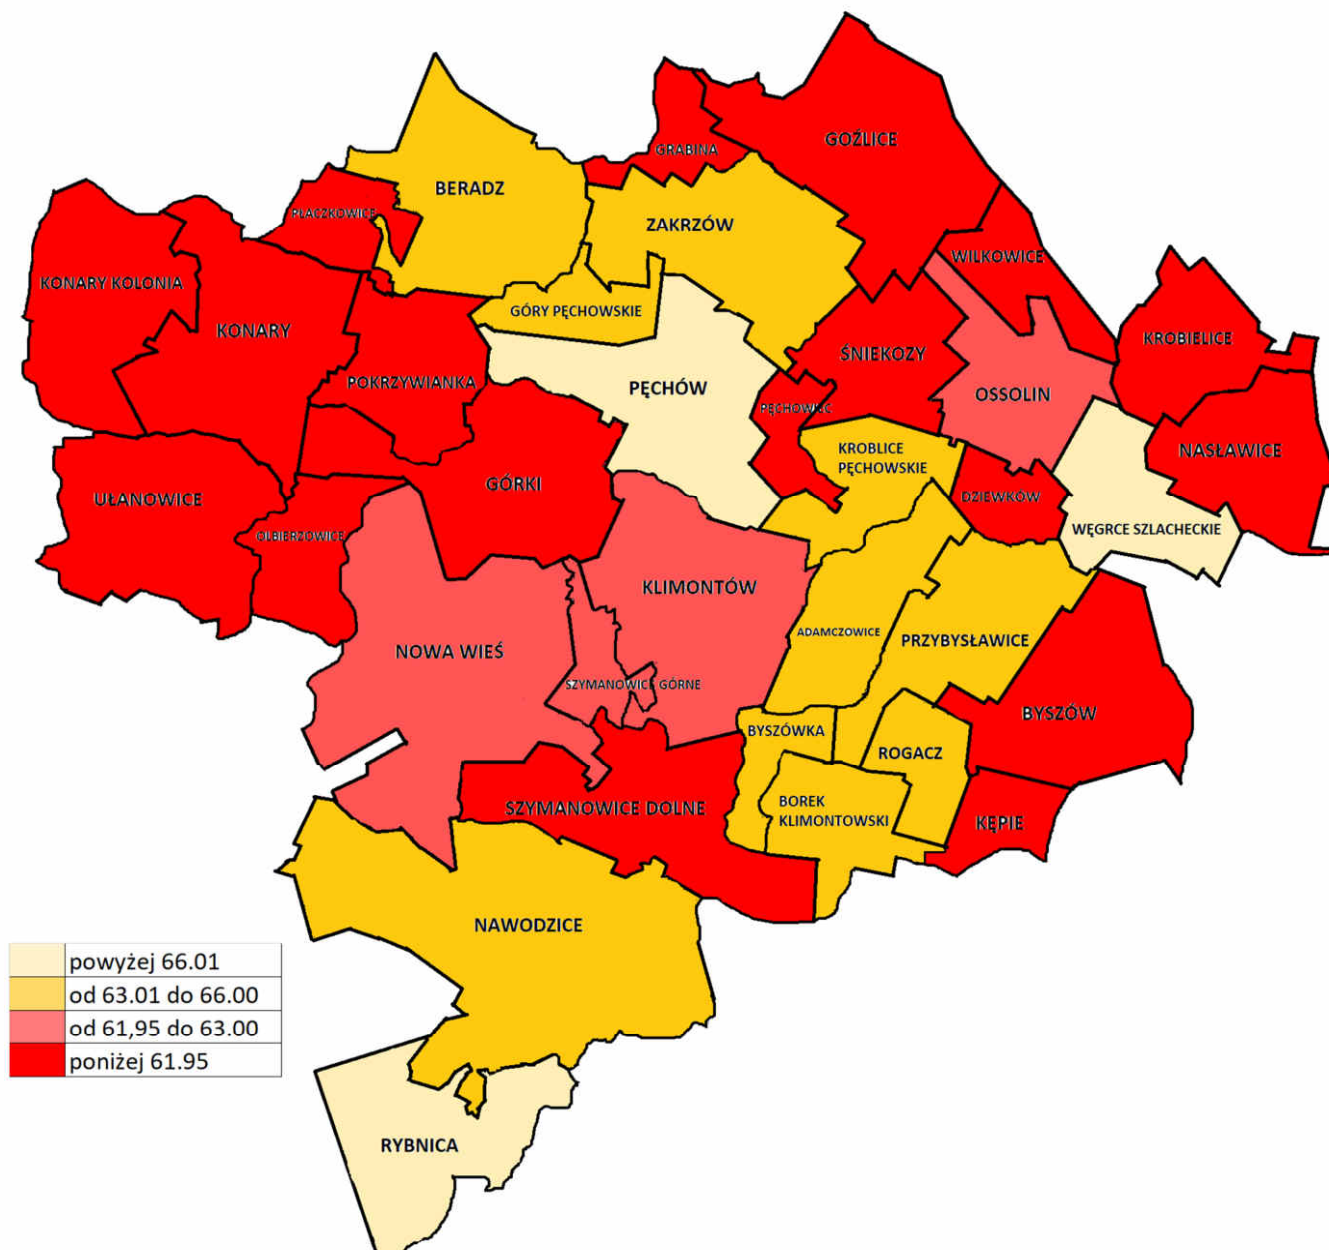 GOŹLICE
GRABINA
BERADZ
PŁACZKOWICE
ZAKRZÓW
WILKOWICE
KONARY KOLONIA
GÓRY PĘCHOWSKIE
KONARY
KROBIELICE
ŚNIEKOZY
POKRZYWIANKA
PĘCHÓW
OSSOLIN
PĘCHOWIEC
KROBLICE
PĘCHOWSKIE
NASŁAWICE
GÓRKI
UŁANOWICE
DZIEWKÓW
WĘGRCE SZLACHECKIE
OLBIERZOWICE
KLIMONTÓW
ADAMCZOWICE
PRZYBYSŁAWICE
NOWA WIEŚ
SZYMANOWICE GÓRNE
BYSZÓW
BYSZÓWKA
ROGACZ
SZYMANOWICE DOLNE
BOREK
KLIMONTOWSKI
KĘPIE
NAWODZICE
powyżej 66.01
od 63.01 do 66.00
od 61,95 do 63.00
poniżej 61.95
RYBNICA